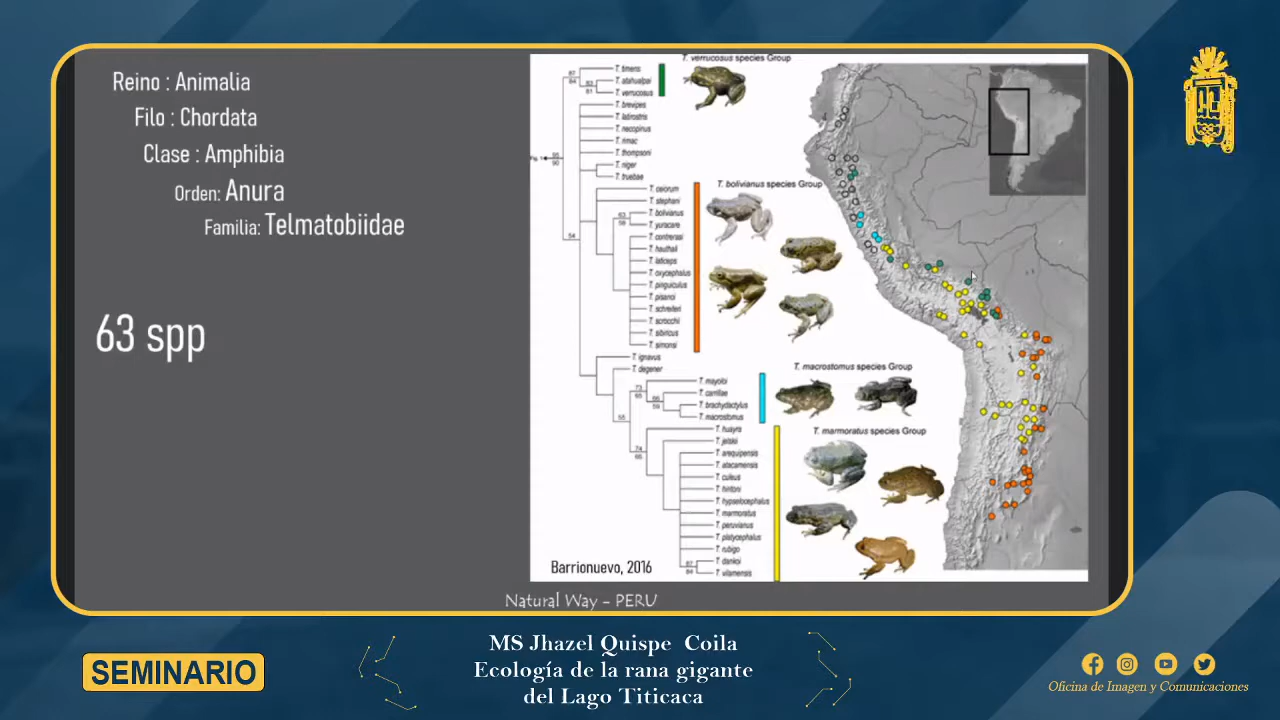 Reino : Animalia
Filo : Chordata
Clase : Amphibia
Orden: Anura
Familia: Telmatobiidae
63 spp
T. verrucosus species Group
T. timens
T. atahualpai
T. verrucosus
T. brevipes
T. latirostris
T. necopinus
T. rimac
T. thompsoni
T. niger
T. truebae
T. bolivianus species Group
T. ceiorum
T. stephani
T. bolivianus
T. yuracare
T. contrerasi
T. hauthali
T. laticeps
T. oxycephalus
T. pinguiculus
T. pisanoi
T. schreiteri
T. scrocchi
T. sibiricus
T. simonsi
T. ignavus
T. degener
T. macrostomus species Group
T. mayoloi
T. carrillae
T. brachydactylus
T. macrostomus
T. marmoratus species Group
T. huayra
T. jelskii
T. arequipensis
T. atacamensis
T. culeus
T. hintoni
T. hypselocephalus
T. marmoratus
T. peruvianus
T. platycephalus
T. rubigo
T. dankoi
T. vilamensis
Barrionuevo, 2016
Natural Way - PERU
SEMINARIO
MS Jhazel Quispe Coila
Ecología de la rana gigante
del Lago Titicaca
Oficina de Imagen y Comunicaciones